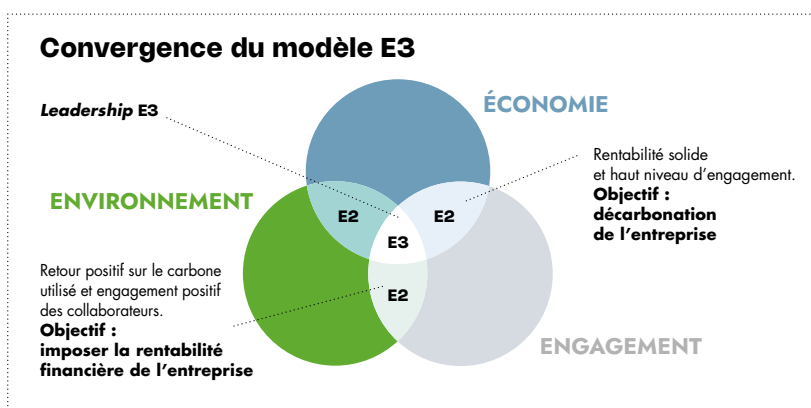 Convergence du modèle E3
Leadership E3
ÉCONOMIE
Rentabilité solide
et haut niveau d’engagement.
Objectif :
décarbonation
de l’entreprise
ENVIRONNEMENT
E2
E2
E3
E2
Retour positif sur le carbone
utilisé et engagement positif
des collaborateurs.
Objectif :
imposer la rentabilité
financière de l’entreprise
ENGAGEMENT